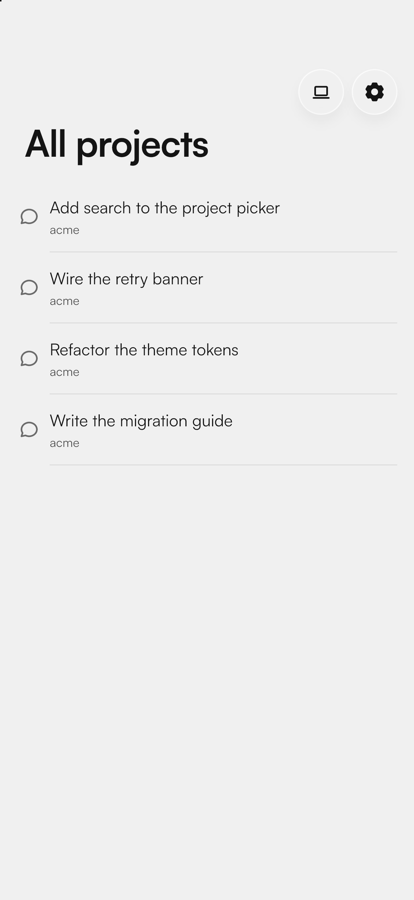 All projects
Add search to the project picker
acme
Wire the retry banner
acme
Refactor the theme tokens
acme
Write the migration guide
acme